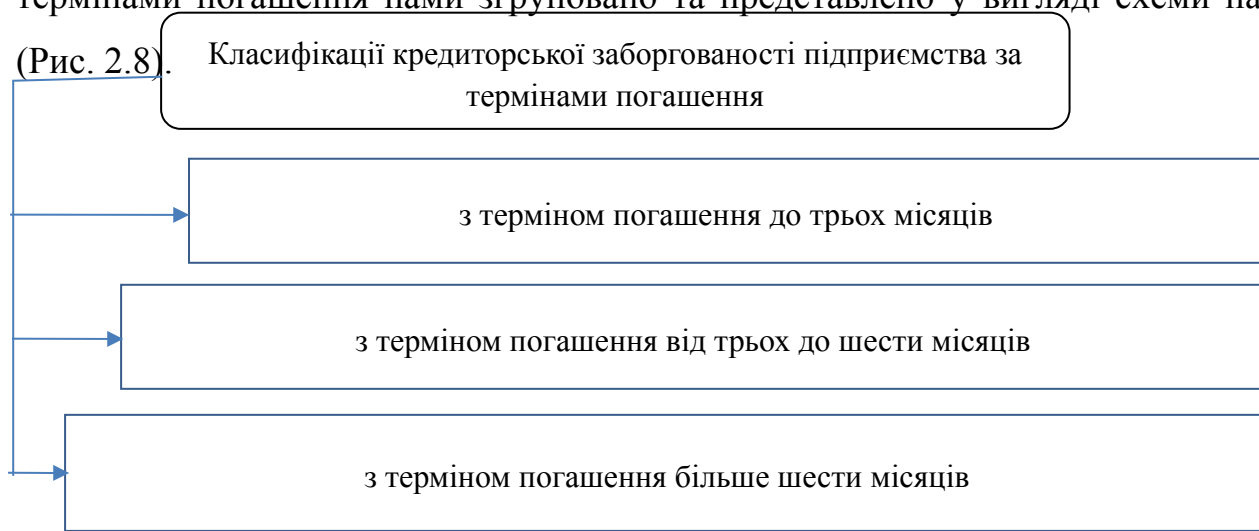 термінами погашення нами згруповано та представлено у вигляді схеми на
(Рис. 2.8).
Класифікації кредиторської заборгованості підприємства за
термінами погашення
з терміном погашення до трьох місяців
з терміном погашення від трьох до шести місяців
з терміном погашення більше шести місяців